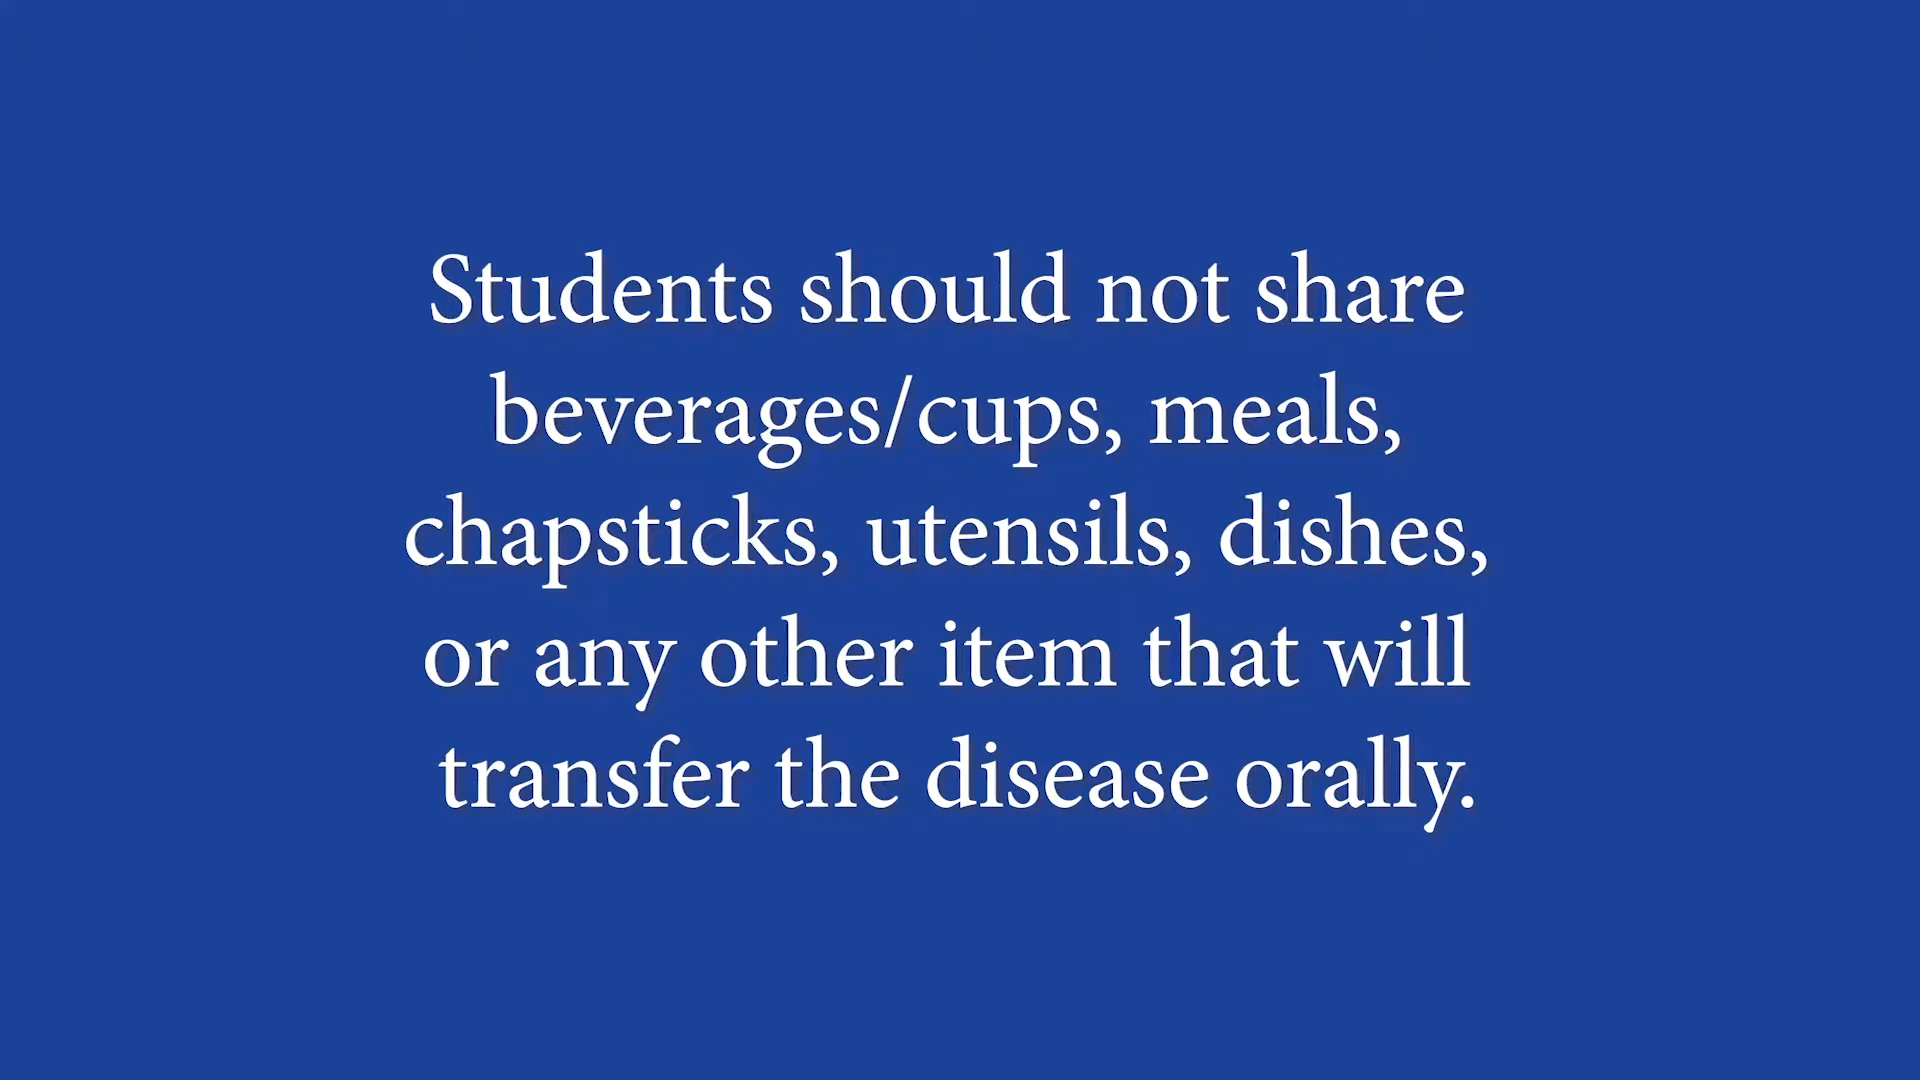 Students should not share
beverages/cups, meals,
chapsticks, utensils, dishes,
or any other item that will
transfer the disease orally.